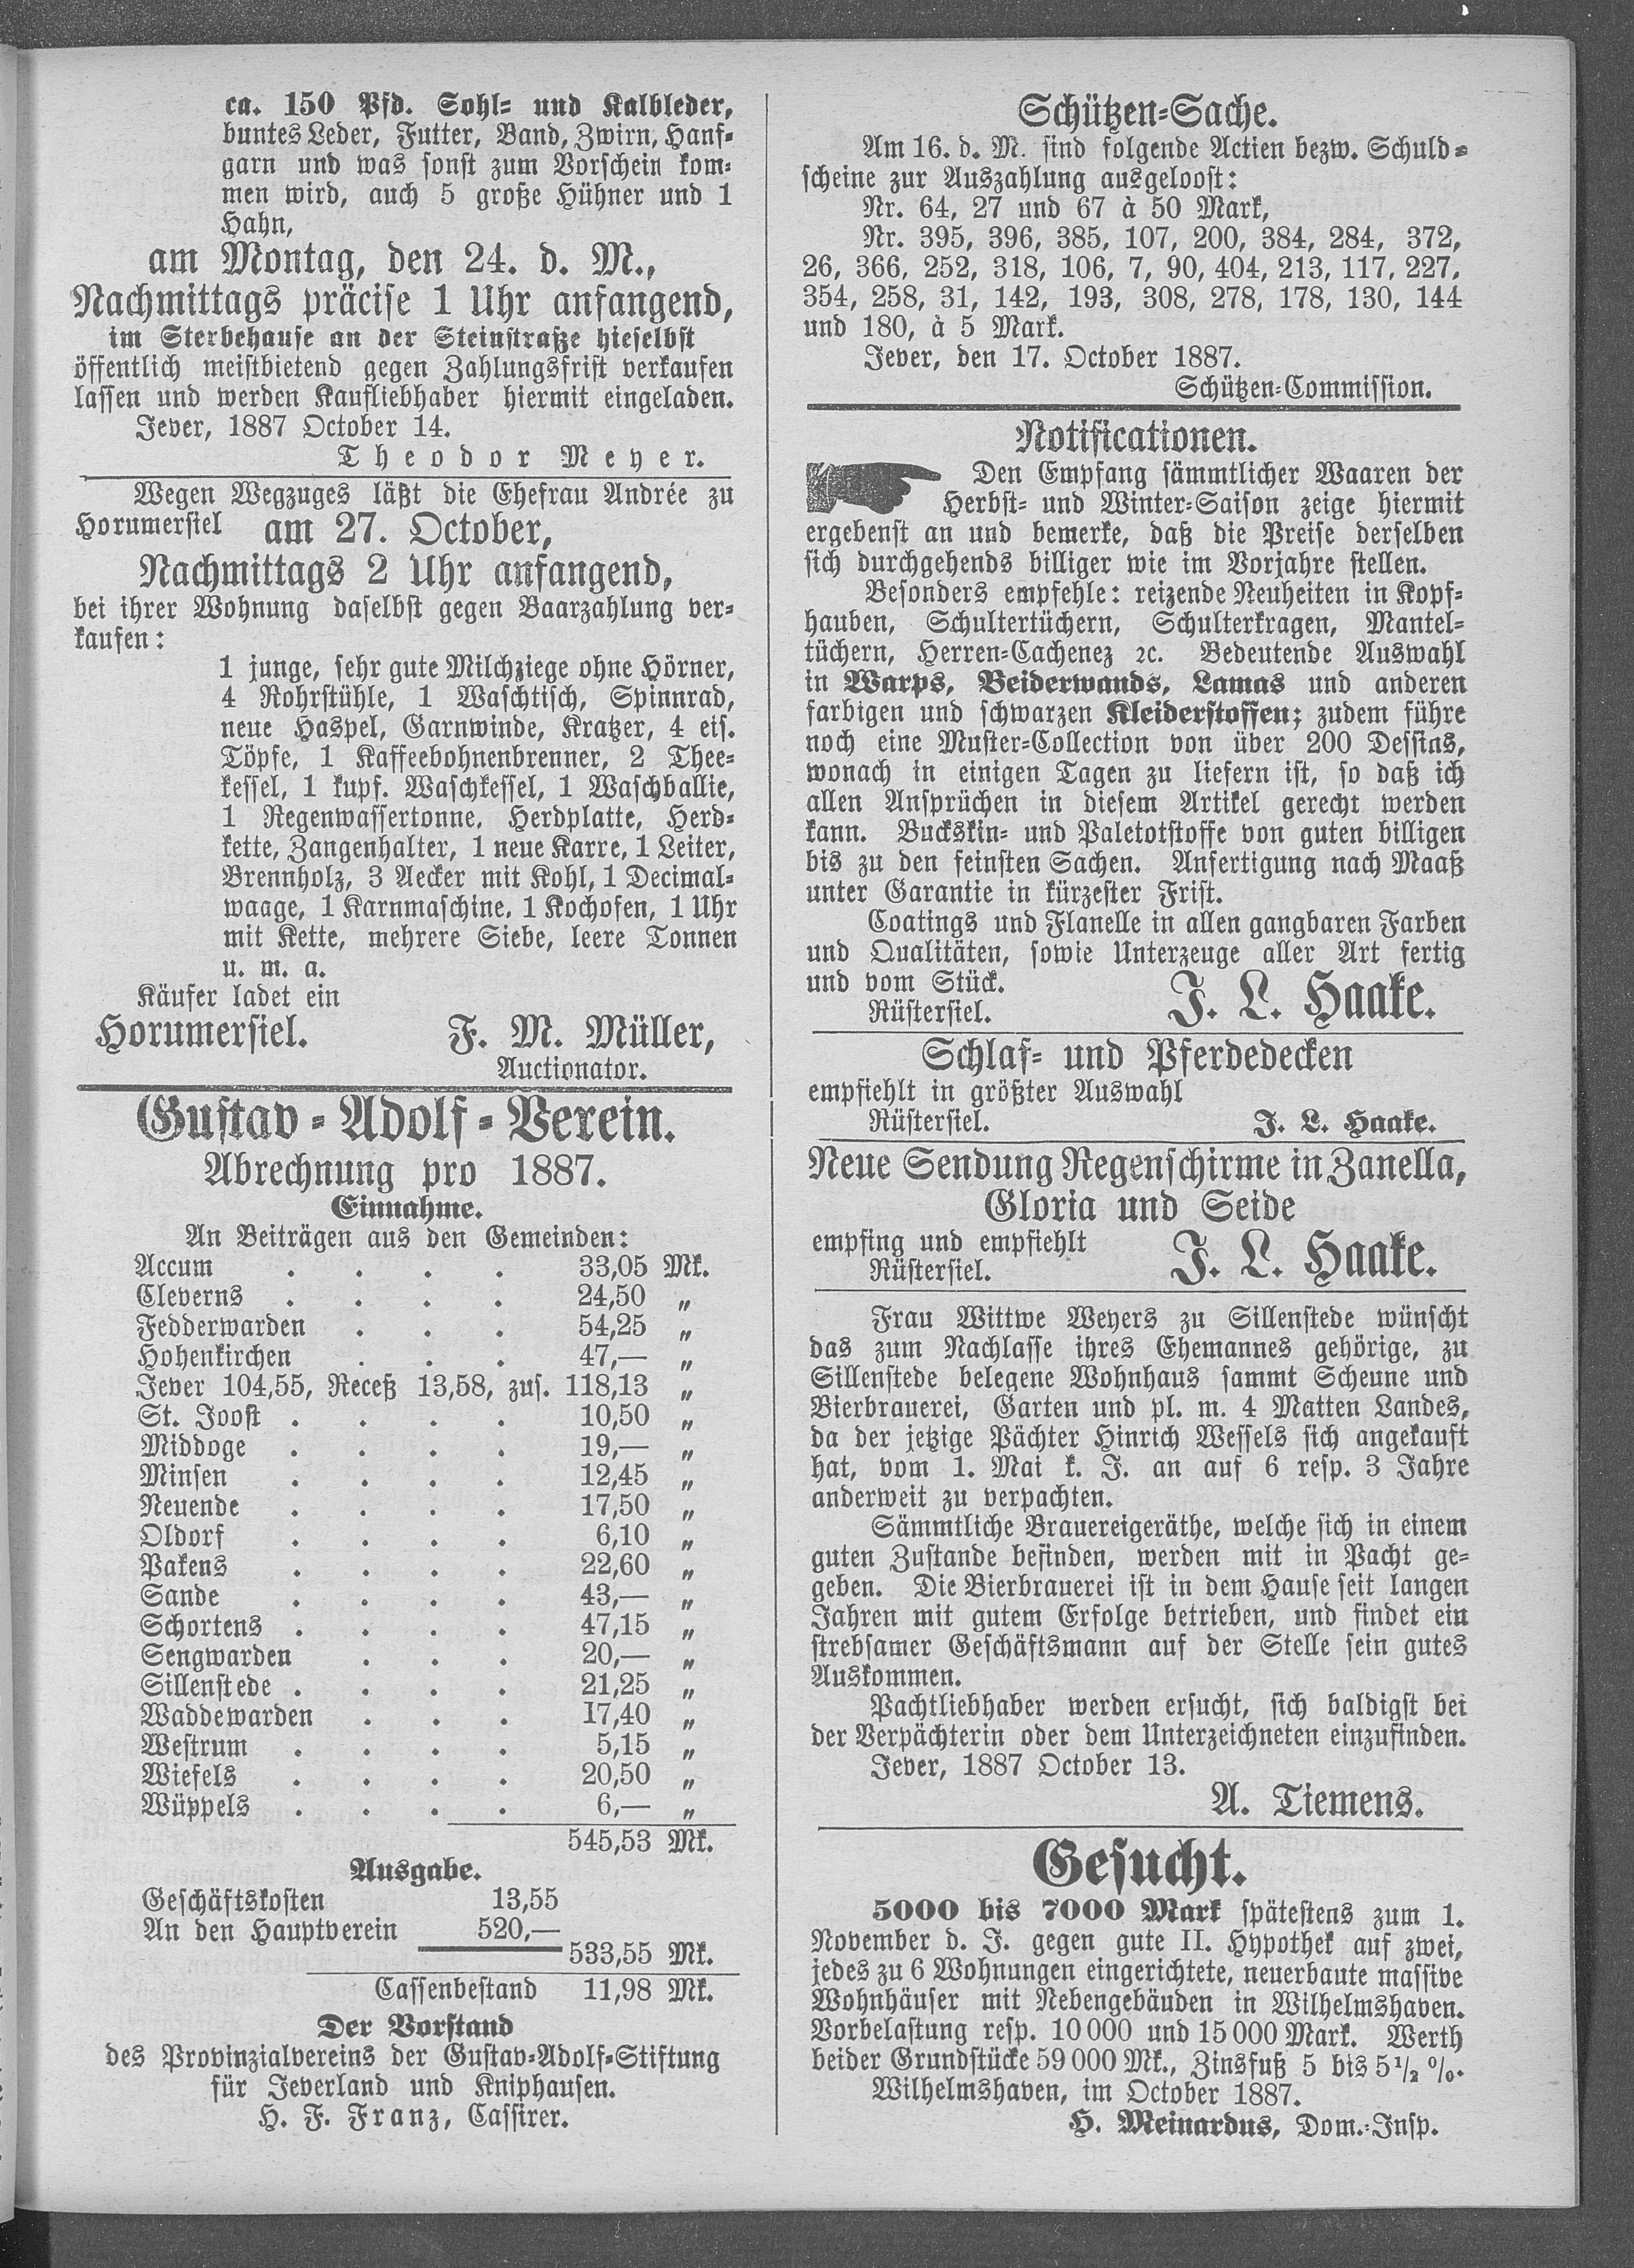 ca. 150 Pfd. Sohl- und Kalbleder,
buntes Leder, Futter, Band, Zwirn, Hanf-
garn und was sonst zum Vorschein kom-
men wird, auch 5 große Hühner und 1
Hahn,
am Montag, den 24. d. M.,
Nachmittags präcise 1 Uhr anfangend,
im Sterbehause an der Steinstraße hieselbst
öffentlich meistbietend gegen Zahlungsfrist verkaufen
lassen und werden Kaufliebhaber hiermit eingeladen.
Jever, 1887 October 14.
Theodor Meyer.
Wegen Wegzuges läßt die Ehefrau Andrée zu
Horumersiel am 27. October,
Nachmittags 2 Uhr anfangend,
bei ihrer Wohnung daselbst gegen Baarzahlung ver-
kaufen:
1 junge, sehr gute Milchziege ohne Hörner,
4 Rohrstühle, 1 Waschtisch, Spinnrad,
neue Haspel, Garnwinde, Kratzer, 4 eis.
Töpfe, 1 Kaffeebohnenbrenner, 2 Thee-
kessel, 1 kupf. Waschkessel, 1 Waschballie,
1 Regenwassertonne, Herdplatte, Herd-
kette, Zangenhalter, 1 neue Karre, 1 Leiter,
Brennholz, 3 Aecker mit Kohl, 1 Decimal-
waage, 1 Karnmaschine, 1 Kochofen, 1 Uhr
mit Kette, mehrere Siebe, leere Tonnen
u. m. a.
Käufer ladet ein
Horumersiel. F. M. Müller,
Auctionator.
Gustav-Adolf-Verein.
Abrechnung pro 1887.
Einnahme.
An Beiträgen aus den Gemeinden:
Accum . . . . 33,05 Mk.
Cleverns . . . . 24,50 „
Fedderwarden . . . 54,25 „
Hohenkirchen . . . 47,— „
Jever 104,55, Receß 13,58, zus. 118,13 „
St. Joost . . . . 10,50 „
Middoge . . . . 19,— „
Minsen . . . . 12,45 „
Neuende . . . . 17,50 „
Oldorf . . . . 6,10 „
Pakens . . . . 22,60 „
Sande . . . . 43,— „
Schortens . . . . 47,15 „
Sengwarden . . . 20,— „
Sillenstede . . . . 21,25 „
Waddewarden . . . 17,40 „
Westrum . . . . 5,15 „
Wiefels . . . . 20,50 „
Wüppels . . . . 6,— „
545,53 Mk.
Ausgabe.
Geschäftskosten 13,55
An den Hauptverein 520,—
533,55 Mk.
Cassenbestand 11,98 Mk.
Der Vorstand
des Provinzialvereins der Gustav-Adolf-Stiftung
für Jeverland und Kniphausen.
H. F. Franz, Cassirer.
Schützen-Sache.
Am 16. d. M. sind folgende Actien bezw. Schuld-
scheine zur Auszahlung ausgeloost:
Nr. 64, 27 und 67 à 50 Mark,
Nr. 395, 396, 385, 107, 200, 384, 284, 372,
26, 366, 252, 318, 106, 7, 90, 404, 213, 117, 227,
354, 258, 31, 142, 193, 308, 278, 178, 130, 144
und 180, à 5 Mark.
Jever, den 17. October 1887.
Schützen-Commission.
Notificationen.
Den Empfang sämmtlicher Waaren der
Herbst- und Winter-Saison zeige hiermit
ergebenst an und bemerke, daß die Preise derselben
sich durchgehends billiger wie im Vorjahre stellen.
Besonders empfehle: reizende Neuheiten in Kopf-
hauben, Schultertüchern, Schulterkragen, Mantel-
tüchern, Herren-Cachenez ꝛc. Bedeutende Auswahl
in Warps, Beiderwands, Lamas und anderen
farbigen und schwarzen Kleiderstoffen; zudem führe
noch eine Muster-Collection von über 200 Dessins,
wonach in einigen Tagen zu liefern ist, so daß ich
allen Ansprüchen in diesem Artikel gerecht werden
kann. Buckskin- und Paletotstoffe von guten billigen
bis zu den feinsten Sachen. Anfertigung nach Maaß
unter Garantie in kürzester Frist.
Coatings und Flanelle in allen gangbaren Farben
und Qualitäten, sowie Unterzeuge aller Art fertig
und vom Stück.
Rüstersiel. J. L. Haake.
Schlaf- und Pferdedecken
empfiehlt in größter Auswahl
Rüstersiel. J. L. Haake.
Neue Sendung Regenschirme in Zanella,
Gloria und Seide
empfing und empfiehlt
Rüstersiel. J. L. Haake.
Frau Wittwe Weyers zu Sillenstede wünscht
das zum Nachlasse ihres Ehemannes gehörige, zu
Sillenstede belegene Wohnhaus sammt Scheune und
Bierbrauerei, Garten und pl. m. 4 Matten Landes,
da der jetzige Pächter Hinrich Wessels sich angekauft
hat, vom 1. Mai k. J. an auf 6 resp. 3 Jahre
anderweit zu verpachten.
Sämmtliche Brauereigeräthe, welche sich in einem
guten Zustande befinden, werden mit in Pacht ge-
geben. Die Bierbrauerei ist in dem Hause seit langen
Jahren mit gutem Erfolge betrieben, und findet ein
strebsamer Geschäftsmann auf der Stelle sein gutes
Auskommen.
Pachtliebhaber werden ersucht, sich baldigst bei
der Verpächterin oder dem Unterzeichneten einzufinden.
Jever, 1887 October 13.
A. Tiemens.
Gesucht.
5000 bis 7000 Mark spätestens zum 1.
November d. J. gegen gute II. Hypothek auf zwei,
jedes zu 6 Wohnungen eingerichtete, neuerbaute massive
Wohnhäuser mit Nebengebäuden in Wilhelmshaven.
Vorbelastung resp. 10 000 und 15 000 Mark. Werth
beider Grundstücke 59 000 Mk., Zinsfuß 5 bis 5½ %.
Wilhelmshaven, im October 1887.
H. Meinardus, Dom.-Insp.